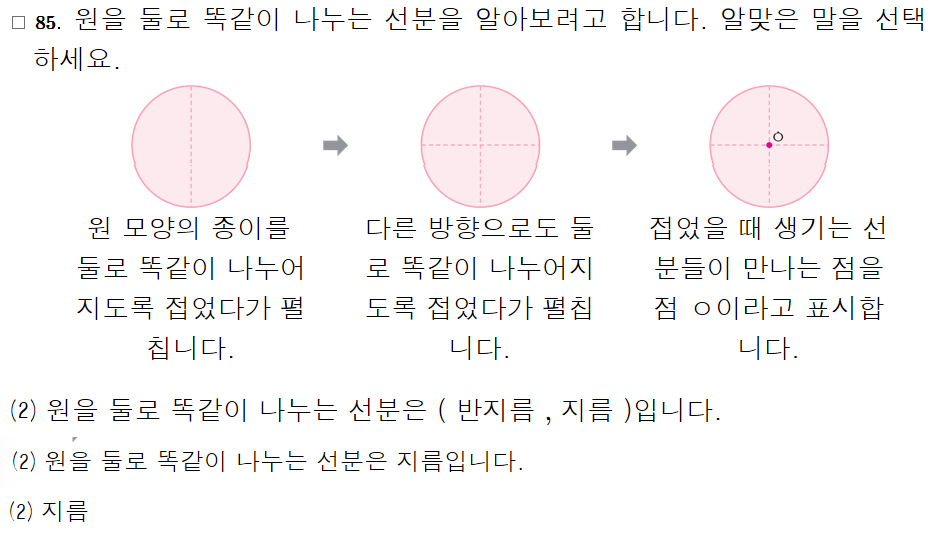 □ 85. 원을 둘로 똑같이 나누는 선분을 알아보려고 합니다. 알맞은 말을 선택
하세요.
ㅇ
원 모양의 종이를
둘로 똑같이 나누어
지도록 접었다가 펼
칩니다.
다른 방향으로도 둘
로 똑같이 나누어지
도록 접었다가 펼칩
니다.
접었을 때 생기는 선
분들이 만나는 점을
점 ㅇ이라고 표시합
니다.
(2) 원을 둘로 똑같이 나누는 선분은 ( 반지름 , 지름 )입니다.
(2) 원을 둘로 똑같이 나누는 선분은 지름입니다.
(2) 지름